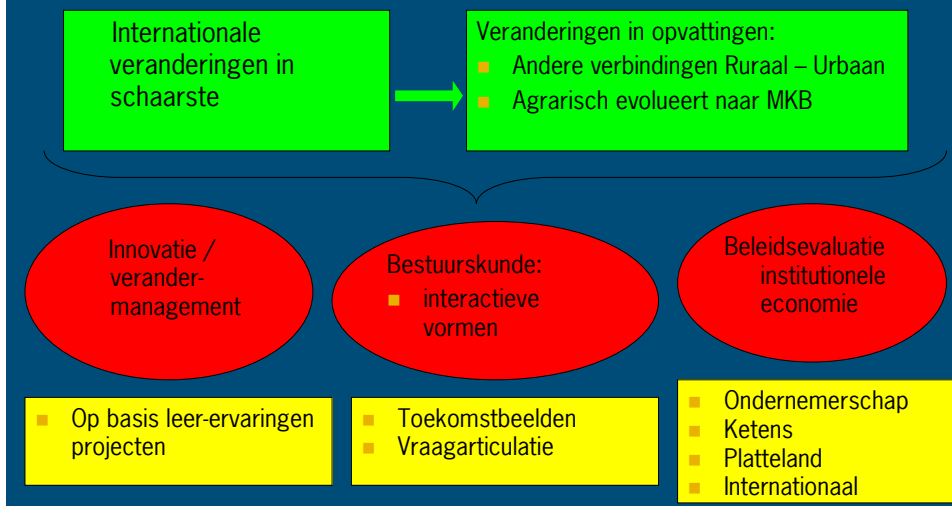 Internationale
veranderingen in
schaarste
Veranderingen in opvattingen:
Andere verbindingen Ruraal – Urbaan
Agrarisch evolueert naar MKB
Innovatie /
verander-
management
Bestuurskunde:
interactieve
vormen
Beleidsevaluatie
institutionele
economie
Op basis leer-ervaringen
projecten
Toekomstbeelden
Vraagarticulatie
Ondernemerschap
Ketens
Platteland
Internationaal